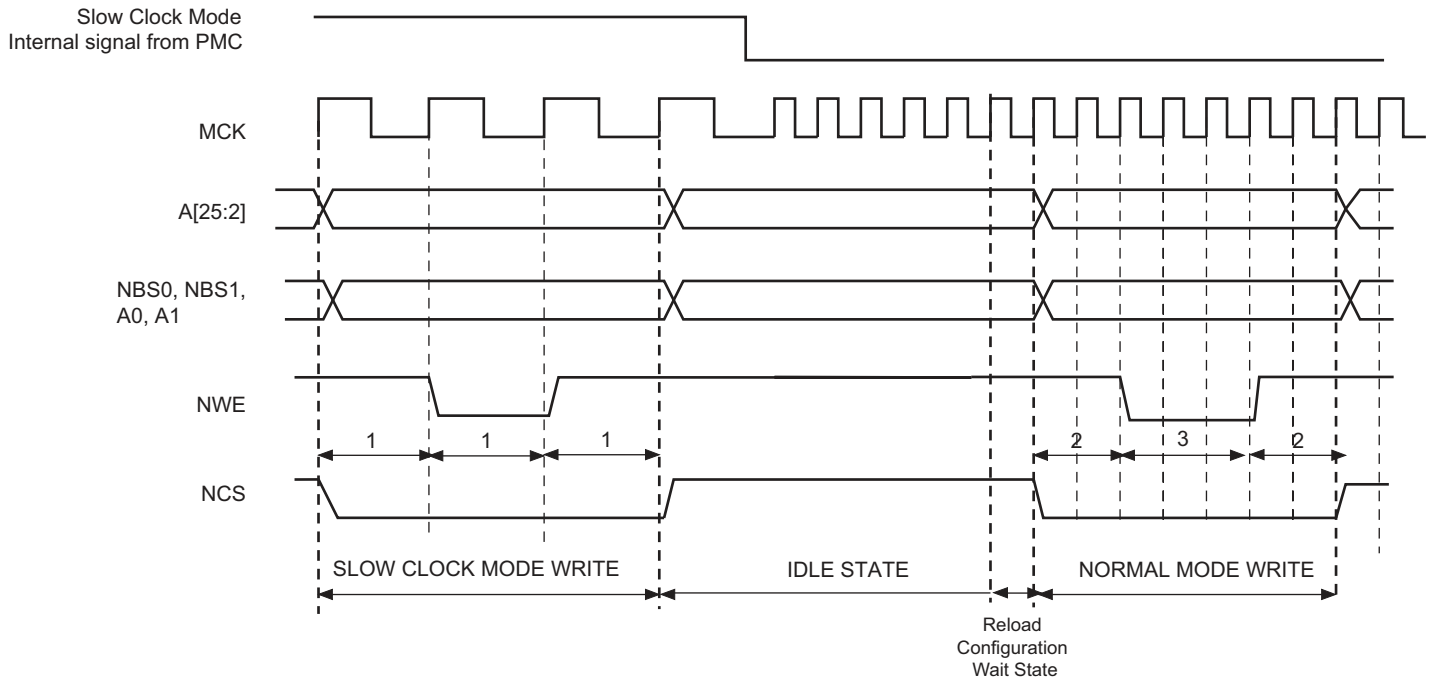 Slow Clock Mode
Internal signal from PMC
MCK
A[25:2]
NBS0, NBS1,
A0, A1
NWE
1 1 1 2 3 2
NCS
SLOW CLOCK MODE WRITE IDLE STATE NORMAL MODE WRITE
Reload
Configuration
Wait State